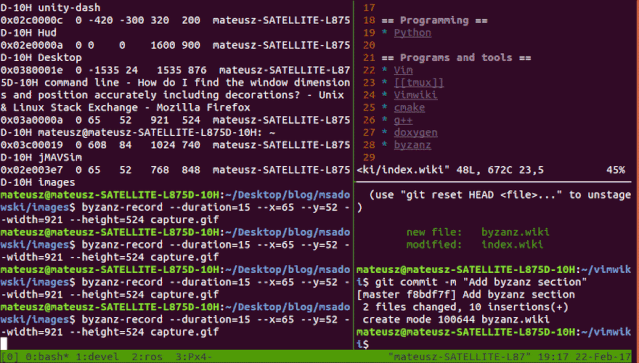 D-10H unity-dash
0x02c0000c  0 -420 -300 320  200  mateusz-SATELLITE-L875
D-10H Hud
0x02e0000a  0 0    0    1600 900  mateusz-SATELLITE-L875
D-10H Desktop
0x0380001e  0 -1535 24   1535 876  mateusz-SATELLITE-L87
5D-10H command line - How do I find the window dimension
s and position accurately including decorations? - Unix
& Linux Stack Exchange - Mozilla Firefox
0x03a0000a  0 65   52   921  524  mateusz-SATELLITE-L875
D-10H mateusz@mateusz-SATELLITE-L875D-10H: ~
0x03c00019  0 608  84   1024 740  mateusz-SATELLITE-L875
D-10H jMAVSim
0x02e003e7  0 65   52   768  848  mateusz-SATELLITE-L875
D-10H images
mateusz@mateusz-SATELLITE-L875D-10H:~/Desktop/blog/msado
wski/images$ byzanz-record --duration=15 --x=65 --y=52 -
-width=921 --height=524 capture.gif
mateusz@mateusz-SATELLITE-L875D-10H:~/Desktop/blog/msado
wski/images$ byzanz-record --duration=15 --x=65 --y=52 -
-width=921 --height=524 capture.gif
mateusz@mateusz-SATELLITE-L875D-10H:~/Desktop/blog/msado
wski/images$ byzanz-record --duration=15 --x=65 --y=52 -
-width=921 --height=524 capture.gif
mateusz@mateusz-SATELLITE-L875D-10H:~/Desktop/blog/msado
wski/images$ byzanz-record --duration=15 --x=65 --y=52 -
-width=921 --height=524 capture.gif
17
18 == Programming ==
19 * Python
20
21 == Programs and tools ==
22 * Vim
23 * [[tmux]]
24 * Vimwiki
25 * cmake
26 * g++
27 * doxygen
28 * byzanz
29
<ki/index.wiki" 48L, 672C 23,5          45%
(use "git reset HEAD <file>..." to unstage
)
new file:   byzanz.wiki
modified:   index.wiki
mateusz@mateusz-SATELLITE-L875D-10H:~/vimwik
i$ git commit -m "Add byzanz section"
[master f8bdf7f] Add byzanz section
2 files changed, 10 insertions(+)
create mode 100644 byzanz.wiki
mateusz@mateusz-SATELLITE-L875D-10H:~/vimwik
i$
[0] 0:bash* 1:devel  2:ros  3:Px4-  "mateusz-SATELLITE-L87" 19:17 22-Feb-17